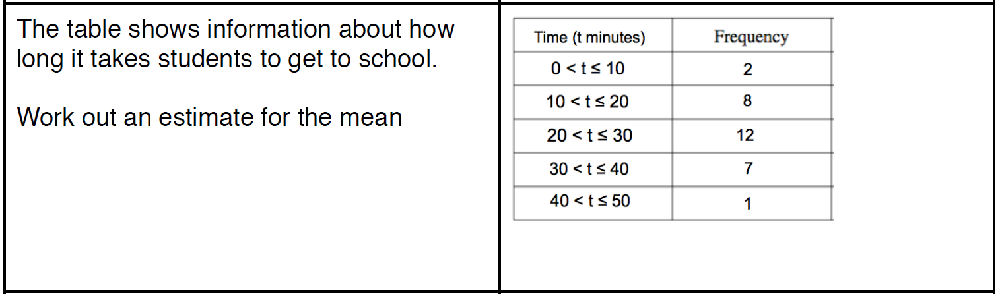 The table shows information about how
long it takes students to get to school.
Work out an estimate for the mean
Time (t minutes) Frequency
0 < t ≤ 10 2
10 < t ≤ 20 8
20 < t ≤ 30 12
30 < t ≤ 40 7
40 < t ≤ 50 1